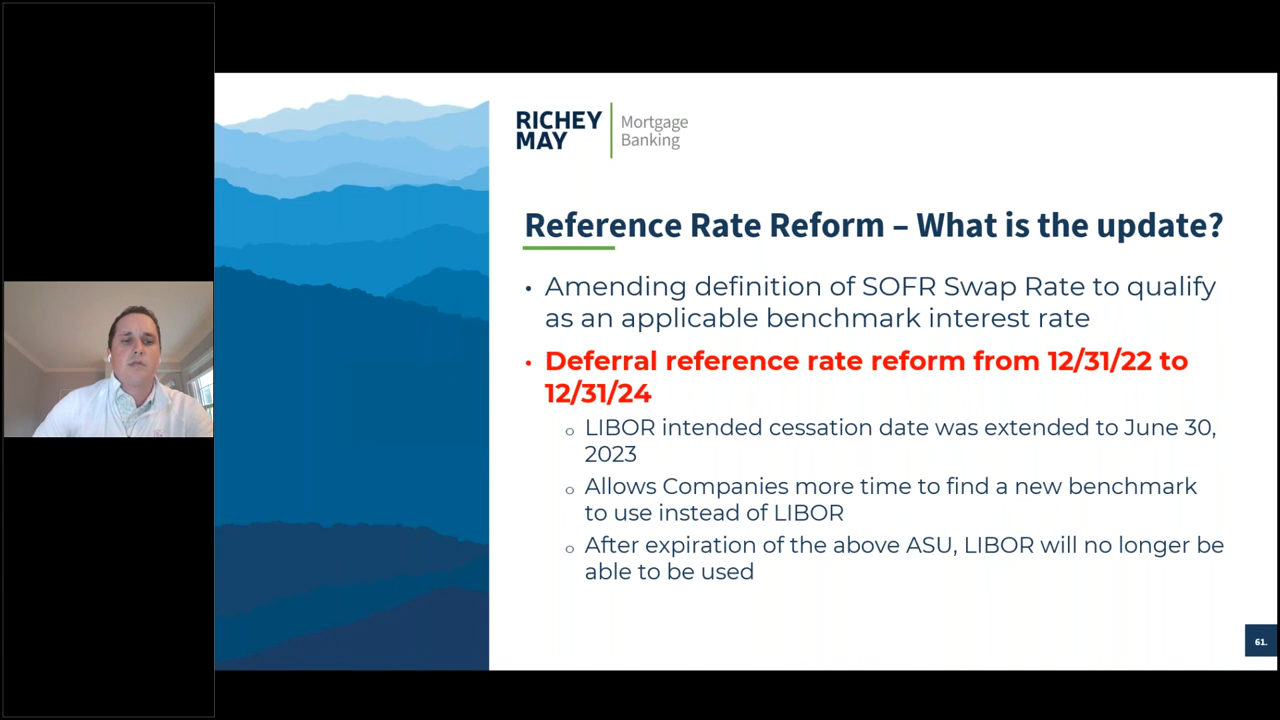 RICHEY
MAY
Mortgage
Banking
Reference Rate Reform – What is the update?
• Amending definition of SOFR Swap Rate to qualify
as an applicable benchmark interest rate
• Deferral reference rate reform from 12/31/22 to
12/31/24
o LIBOR intended cessation date was extended to June 30,
2023
o Allows Companies more time to find a new benchmark
to use instead of LIBOR
o After expiration of the above ASU, LIBOR will no longer be
able to be used
61.